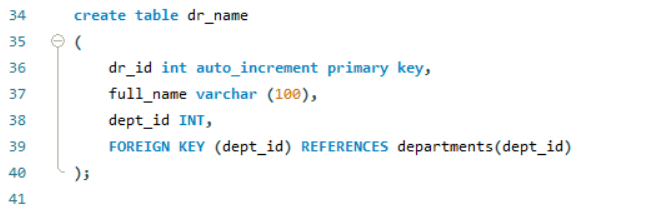 34 create table dr_name
35 (
36 dr_id int auto_increment primary key,
37 full_name varchar (100),
38 dept_id INT,
39 FOREIGN KEY (dept_id) REFERENCES departments(dept_id)
40 );
41